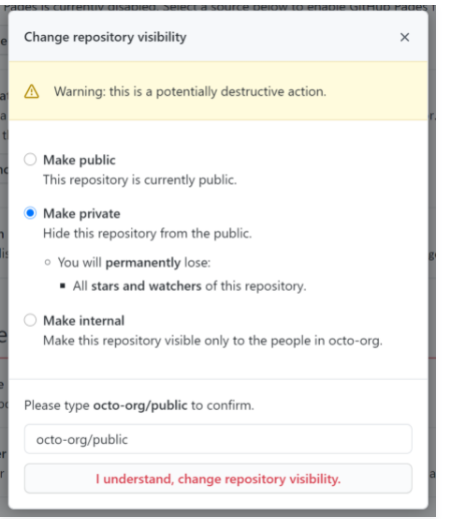 Pages is currently disabled. Select a source below to enable GitHub Pages
Change repository visibility
Warning: this is a potentially destructive action.
Make public
This repository is currently public.
Make private
Hide this repository from the public.
You will permanently lose:
All stars and watchers of this repository.
Make internal
Make this repository visible only to the people in octo-org.
Please type octo-org/public to confirm.
octo-org/public
I understand, change repository visibility.